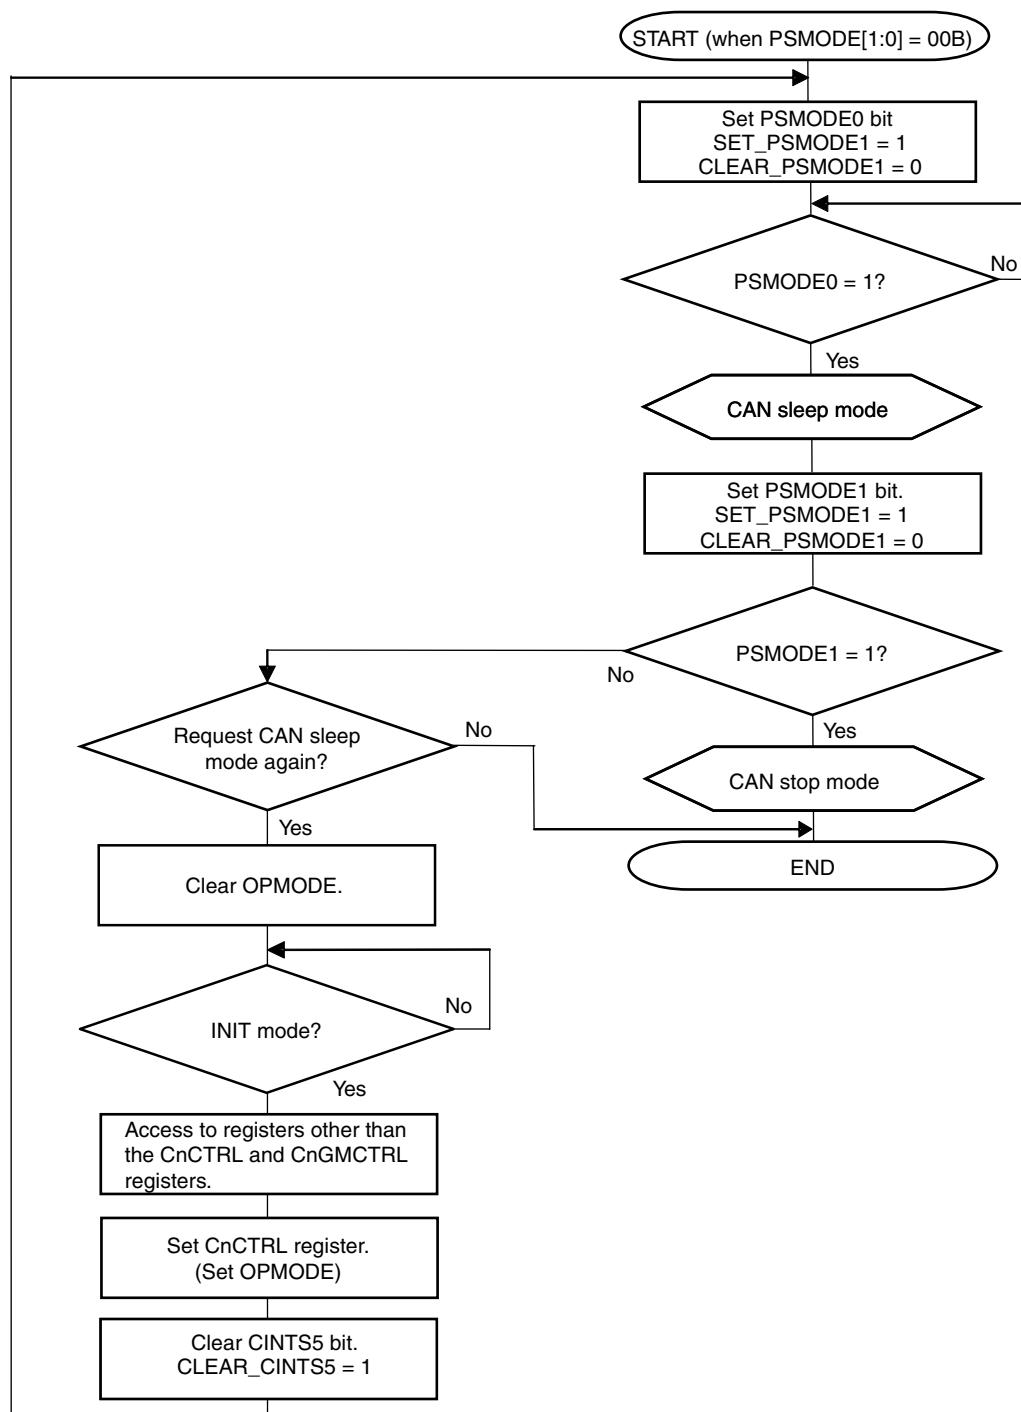 START (when PSMODE[1:0] = 00B)
Set PSMODE0 bit
SET_PSMODE1 = 1
CLEAR_PSMODE1 = 0
PSMODE0 = 1?
No
Yes
CAN sleep mode
Set PSMODE1 bit.
SET_PSMODE1 = 1
CLEAR_PSMODE1 = 0
PSMODE1 = 1?
No
Yes
CAN stop mode
END
Request CAN sleep
mode again?
No
Yes
Clear OPMODE.
INIT mode?
No
Yes
Access to registers other than
the CnCTRL and CnGMCTRL
registers.
Set CnCTRL register.
(Set OPMODE)
Clear CINTS5 bit.
CLEAR_CINTS5 = 1